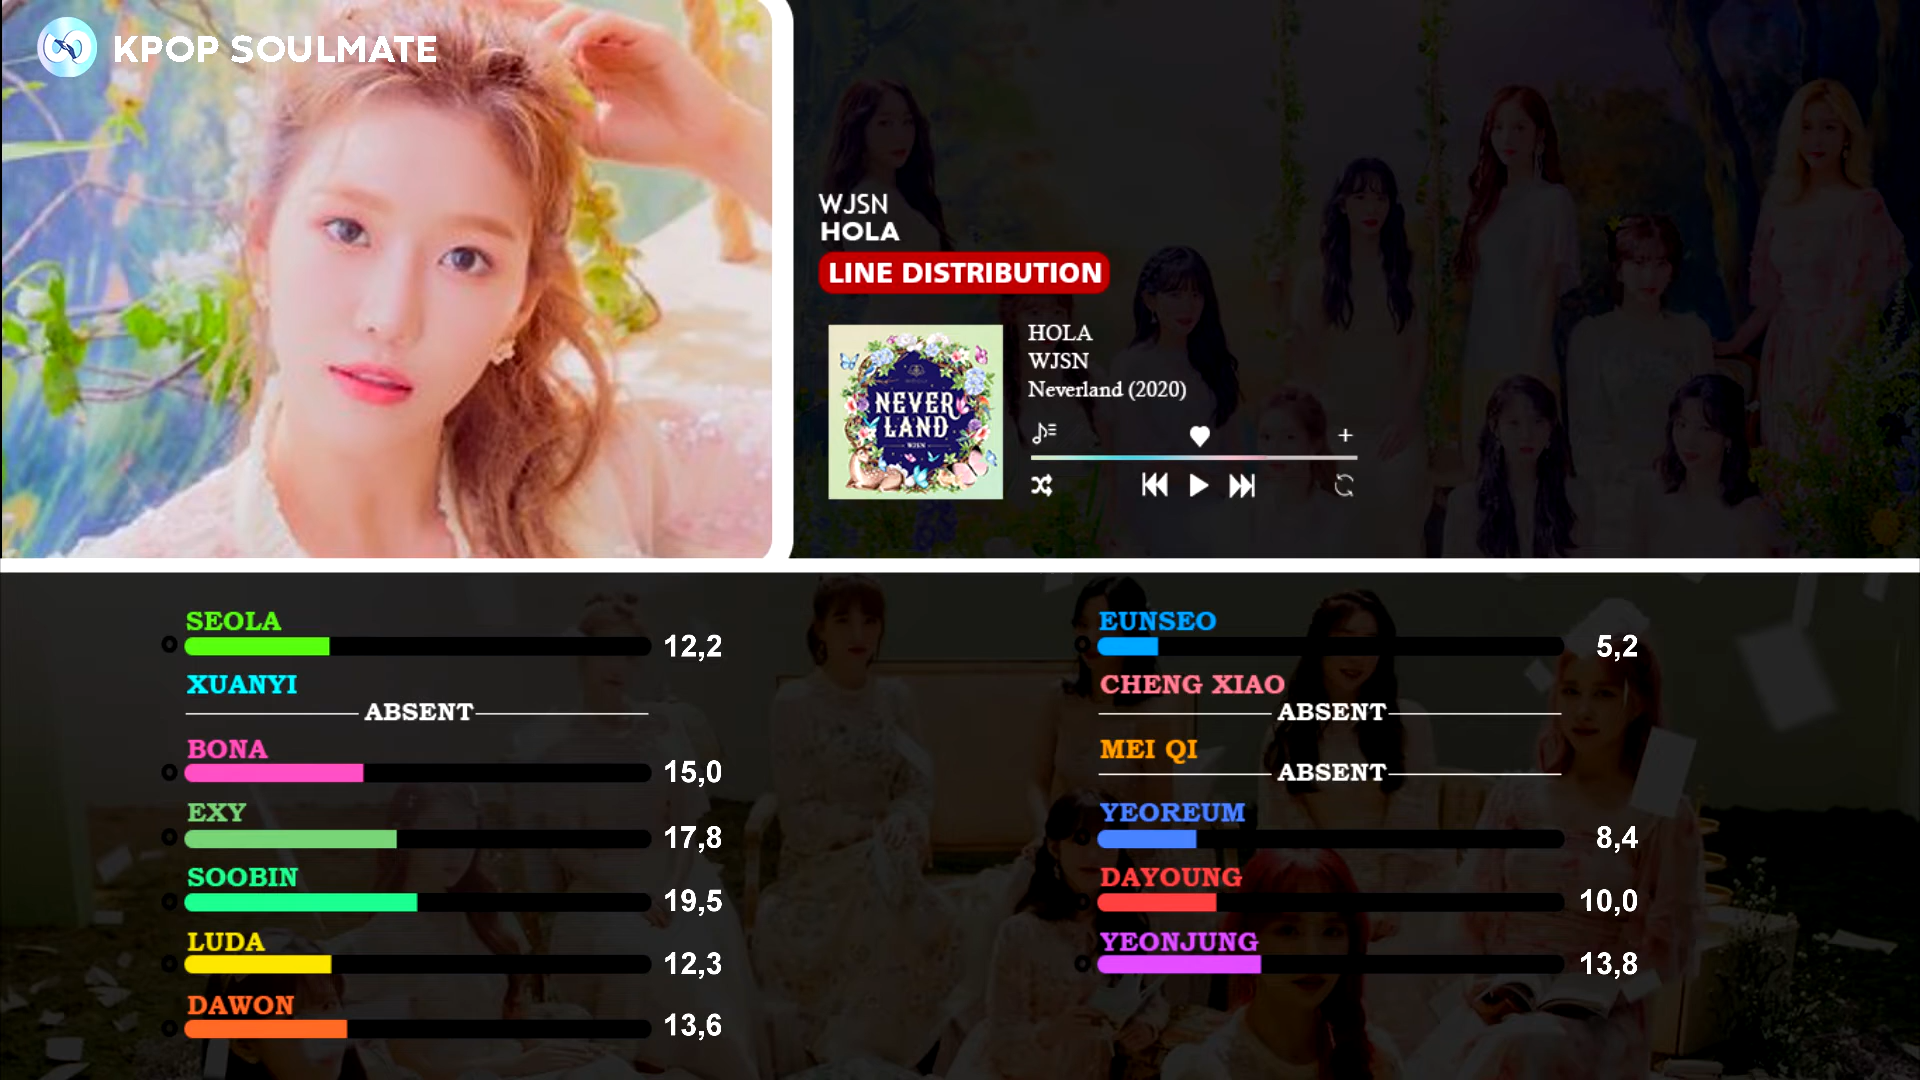 KPOP SOULMATE
WJSN
HOLA
LINE DISTRIBUTION
NEVER
LAND
WJSN
HOLA
WJSN
Neverland (2020)
SEOLA
12,2
XUANYI
ABSENT
BONA
15,0
EXY
17,8
SOOBIN
19,5
LUDA
12,3
DAWON
13,6
EUNSEO
5,2
CHENG XIAO
ABSENT
MEI QI
ABSENT
YEOREUM
8,4
DAYOUNG
10,0
YEONJUNG
13,8